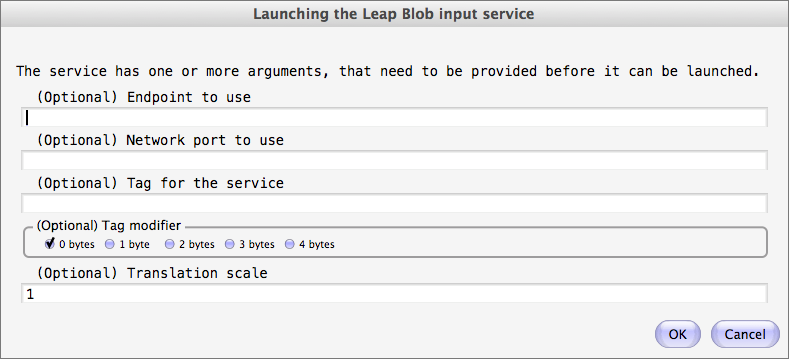 Launching the Leap Blob input service
The service has one or more arguments, that need to be provided before it can be launched.
(Optional) Endpoint to use
(Optional) Network port to use
(Optional) Tag for the service
(Optional) Tag modifier
0 bytes 1 byte 2 bytes 3 bytes 4 bytes
(Optional) Translation scale
1
OK Cancel